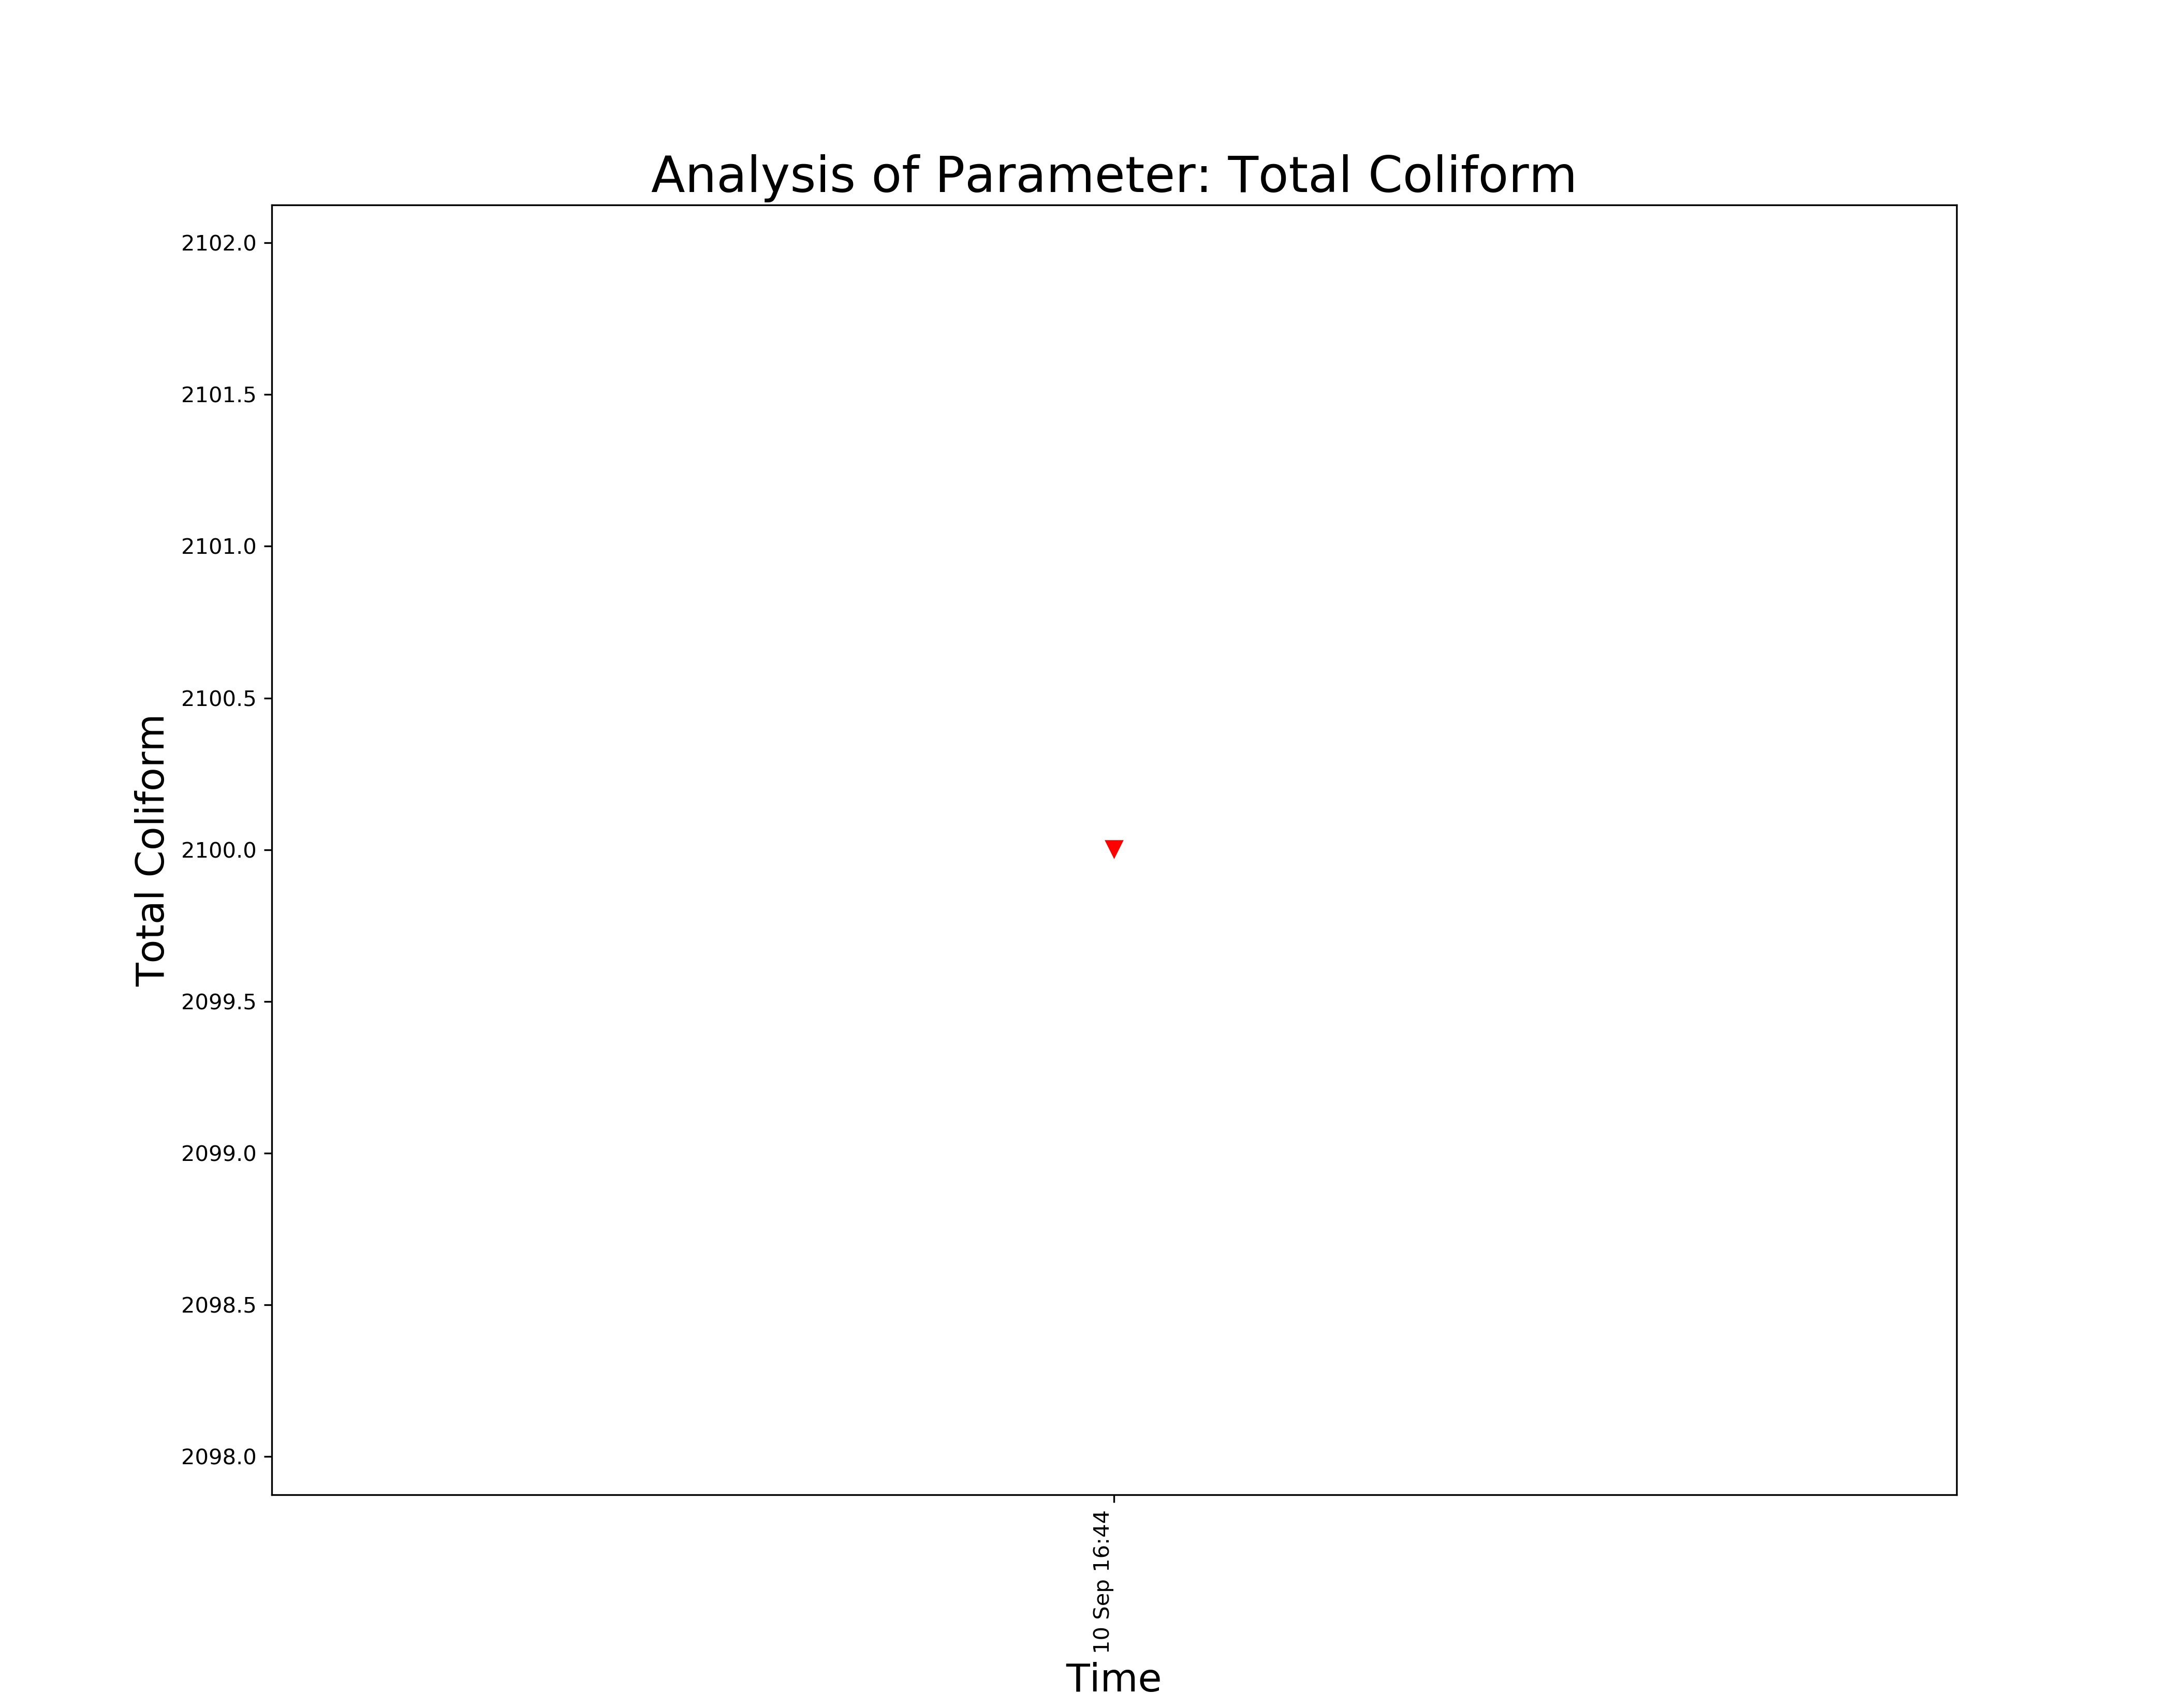 Analysis of Parameter: Total Coliform
Total Coliform
2102.0
2101.5
2101.0
2100.5
2100.0
2099.5
2099.0
2098.5
2098.0
10 Sep 16:44
Time